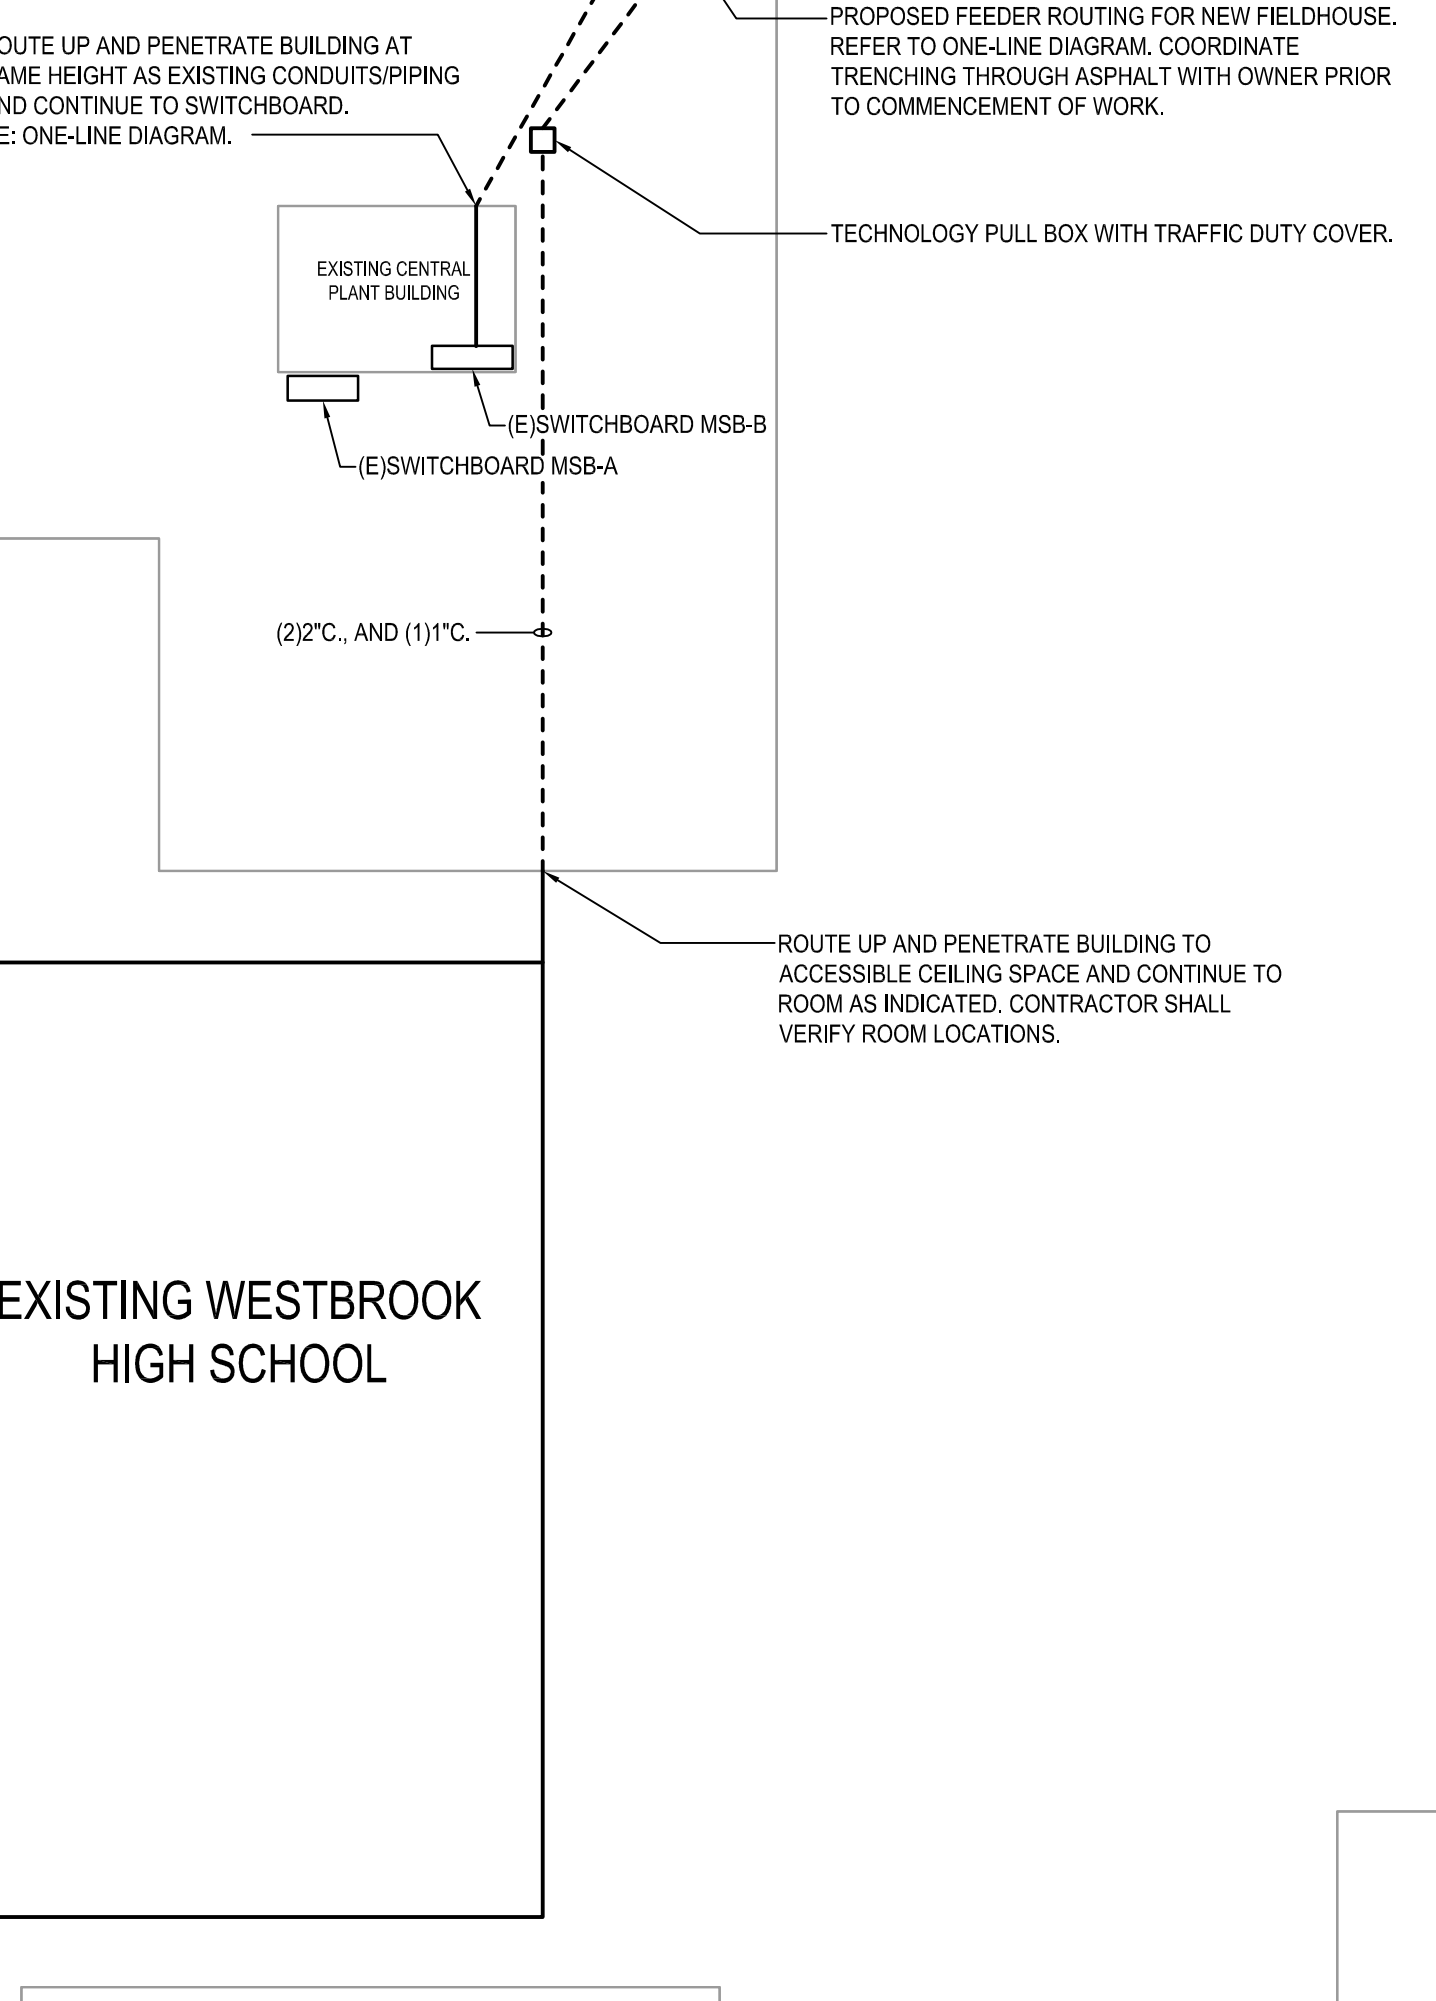 OUTE UP AND PENETRATE BUILDING AT
AME HEIGHT AS EXISTING CONDUITS/PIPING
ND CONTINUE TO SWITCHBOARD.
E: ONE-LINE DIAGRAM.
PROPOSED FEEDER ROUTING FOR NEW FIELDHOUSE.
REFER TO ONE-LINE DIAGRAM. COORDINATE
TRENCHING THROUGH ASPHALT WITH OWNER PRIOR
TO COMMENCEMENT OF WORK.
TECHNOLOGY PULL BOX WITH TRAFFIC DUTY COVER.
EXISTING CENTRAL
PLANT BUILDING
(E)SWITCHBOARD MSB-B
(E)SWITCHBOARD MSB-A
(2)2"C., AND (1)1"C.
ROUTE UP AND PENETRATE BUILDING TO
ACCESSIBLE CEILING SPACE AND CONTINUE TO
ROOM AS INDICATED. CONTRACTOR SHALL
VERIFY ROOM LOCATIONS.
EXISTING WESTBROOK
HIGH SCHOOL